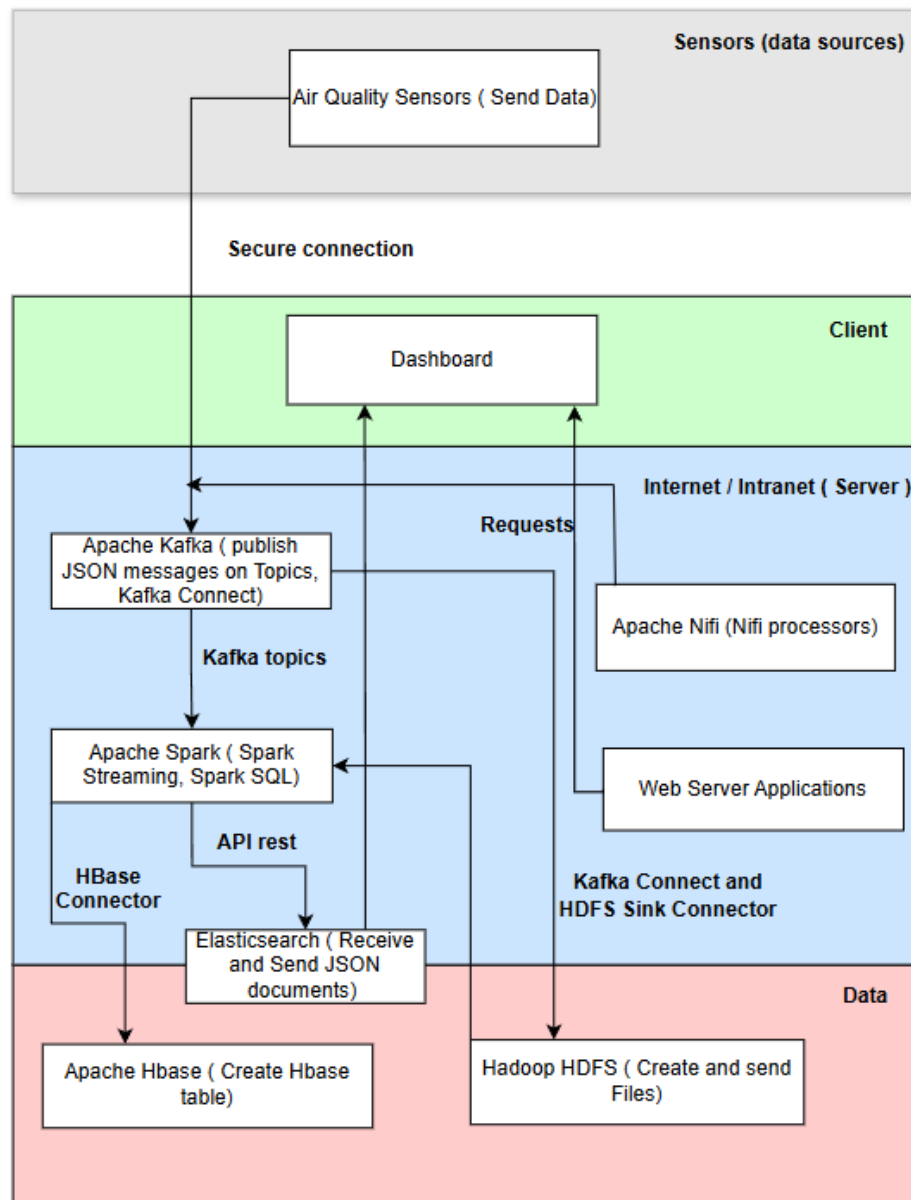 Sensors (data sources)
Air Quality Sensors ( Send Data)
Secure connection
Client
Dashboard
Internet / Intranet ( Server )
Requests
Apache Kafka ( publish
JSON messages on Topics,
Kafka Connect)
Apache Nifi (Nifi processors)
Kafka topics
Apache Spark ( Spark
Streaming, Spark SQL)
Web Server Applications
API rest
HBase
Connector
Kafka Connect and
HDFS Sink Connector
Elasticsearch ( Receive
and Send JSON
documents)
Data
Apache Hbase ( Create Hbase
table)
Hadoop HDFS ( Create and send
Files)